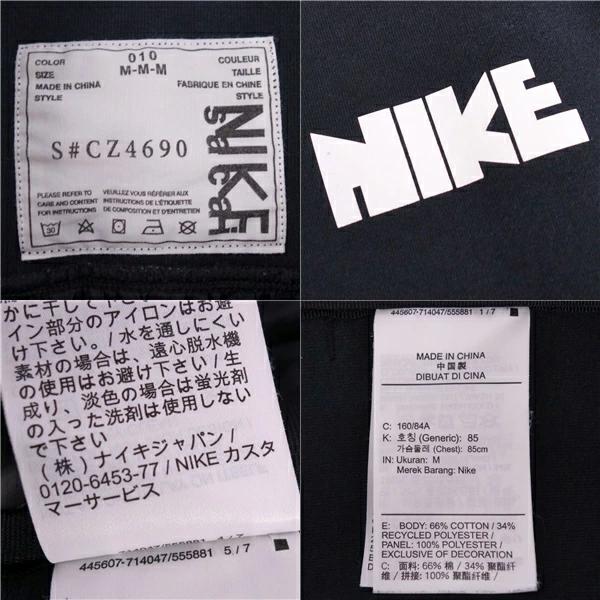 COLOR 010 COULEUR
SIZE M-M-M TAILLE
MADE IN CHINA FABRIQUE EN CHINE
STYLE STYLE
S#CZ4690
NIKE
sacai
PLEASE REFER TO
CARE AND CONTENT
FOR INSTRUCTIONS
VEUILLEZ VOUS RÉFÉRER AUX
INSTRUCTIONS DE L'ÉTIQUETTE
DE COMPOSITION ET D'ENTRETIEN
30
NIKE
イン部分のアイロンはお避
け下さい。/水を通しにくい
素材の場合は、遠心脱水機
の使用はお避け下さい/生
成り、淡色の場合は蛍光剤
の入った洗剤は使用しない
で下さい
(株)ナイキジャパン/
0120-6453-77/NIKE カスタ
マーサービス
445607-714047/555881 5/7
445607-714047/555881 1/7
MADE IN CHINA
中国製
DIBUAT DI CINA
C: 160/84A
K: 호칭 (Generic): 85
가슴둘레 (Chest): 85cm
IN: Ukuran: M
Merek Barang: Nike
E: BODY: 66% COTTON / 34%
RECYCLED POLYESTER /
PANEL: 100% POLYESTER /
EXCLUSIVE OF DECORATION
C: 面料: 66% 棉 / 34% 聚酯纤
维 / 拼接: 100% 聚酯纤维 /